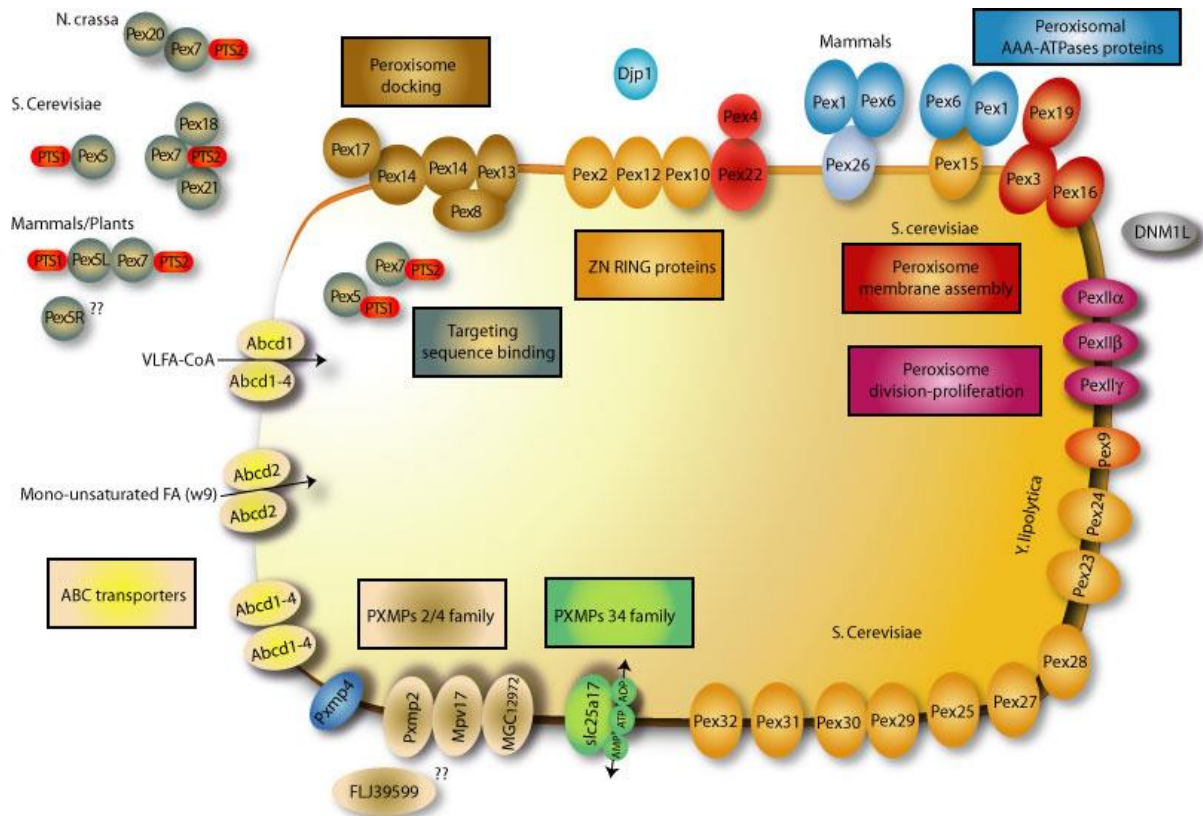 N. crassa
Pex20
Pex7
PTS2
S. Cerevisiae
PTS1
Pex5
Pex18
Pex7
PTS2
Pex21
Mammals/Plants
PTS1
Pex5L
Pex7
PTS2
Pex5R
??
Peroxisome
docking
Djp1
Mammals
Peroxisomal
AAA-ATPases proteins
Pex1
Pex6
Pex26
Pex6
Pex1
Pex15
Pex19
Pex3
Pex16
Pex17
Pex14
Pex14
Pex13
Pex8
Pex2
Pex12
Pex10
Pex4
Pex22
S. cerevisiae
DNM1L
ZN RING proteins
Peroxisome
membrane assembly
Pex7
PTS2
Pex5
PTS1
Targeting
sequence binding
Peroxisome
division-proliferation
PexIIα
PexIIβ
PexIIγ
Abcd1
VLFA-CoA
Abcd1-4
Abcd2
Mono-unsaturated FA (w9)
Abcd2
Pex9
Pex24
Y. lipolytica
Pex23
ABC transporters
Abcd1-4
Abcd1-4
PXMPs 2/4 family
PXMPs 34 family
S. Cerevisiae
Pex28
Pex27
Pex25
Pex29
Pex30
Pex31
Pex32
Pxmp4
Pxmp2
Mpv17
MGC12972
slc25a17
ADP
ATP
AMP
FLJ39599
??